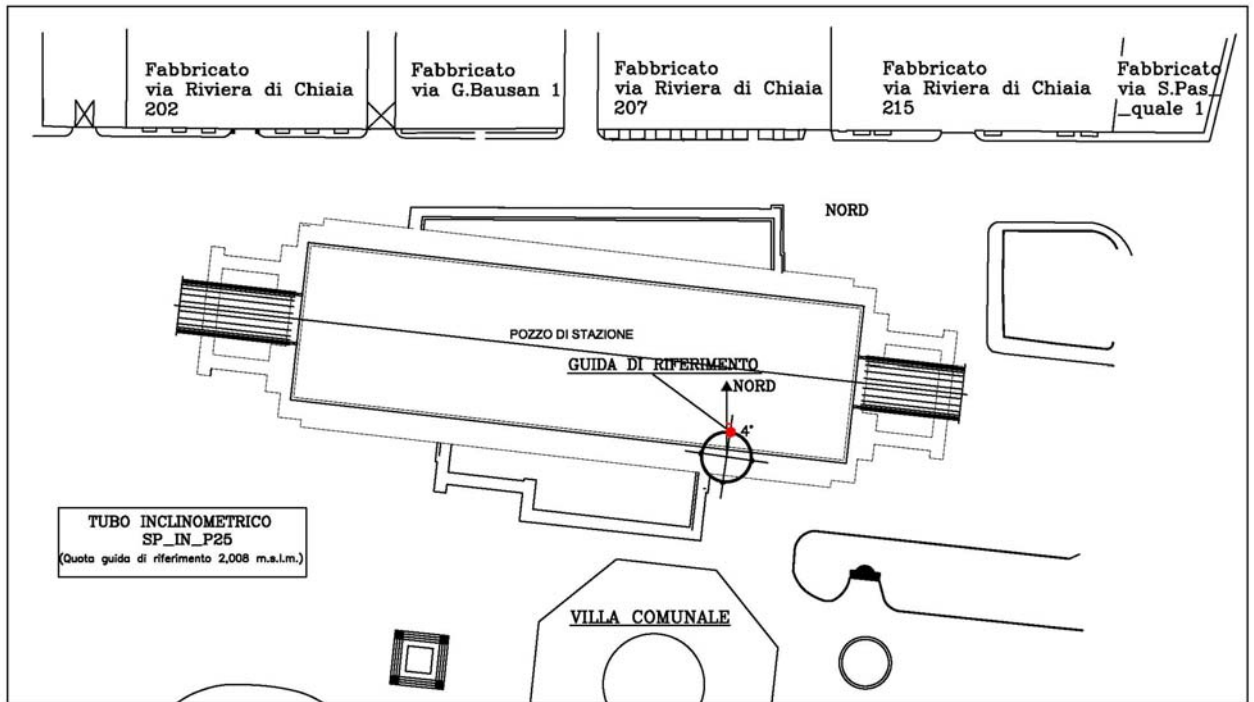 Fabbricato
via Riviera di Chiaia
202
Fabbricato
via G.Bausan 1
Fabbricato
via Riviera di Chiaia
207
Fabbricato
via Riviera di Chiaia
215
Fabbricato
via S.Pas_
_quale 1
NORD
POZZO DI STAZIONE
GUIDA DI RIFERIMENTO
NORD
4°
TUBO INCLINOMETRICO
SP_IN_P25
(Quota guida di riferimento 2,008 m.s.l.m.)
VILLA COMUNALE